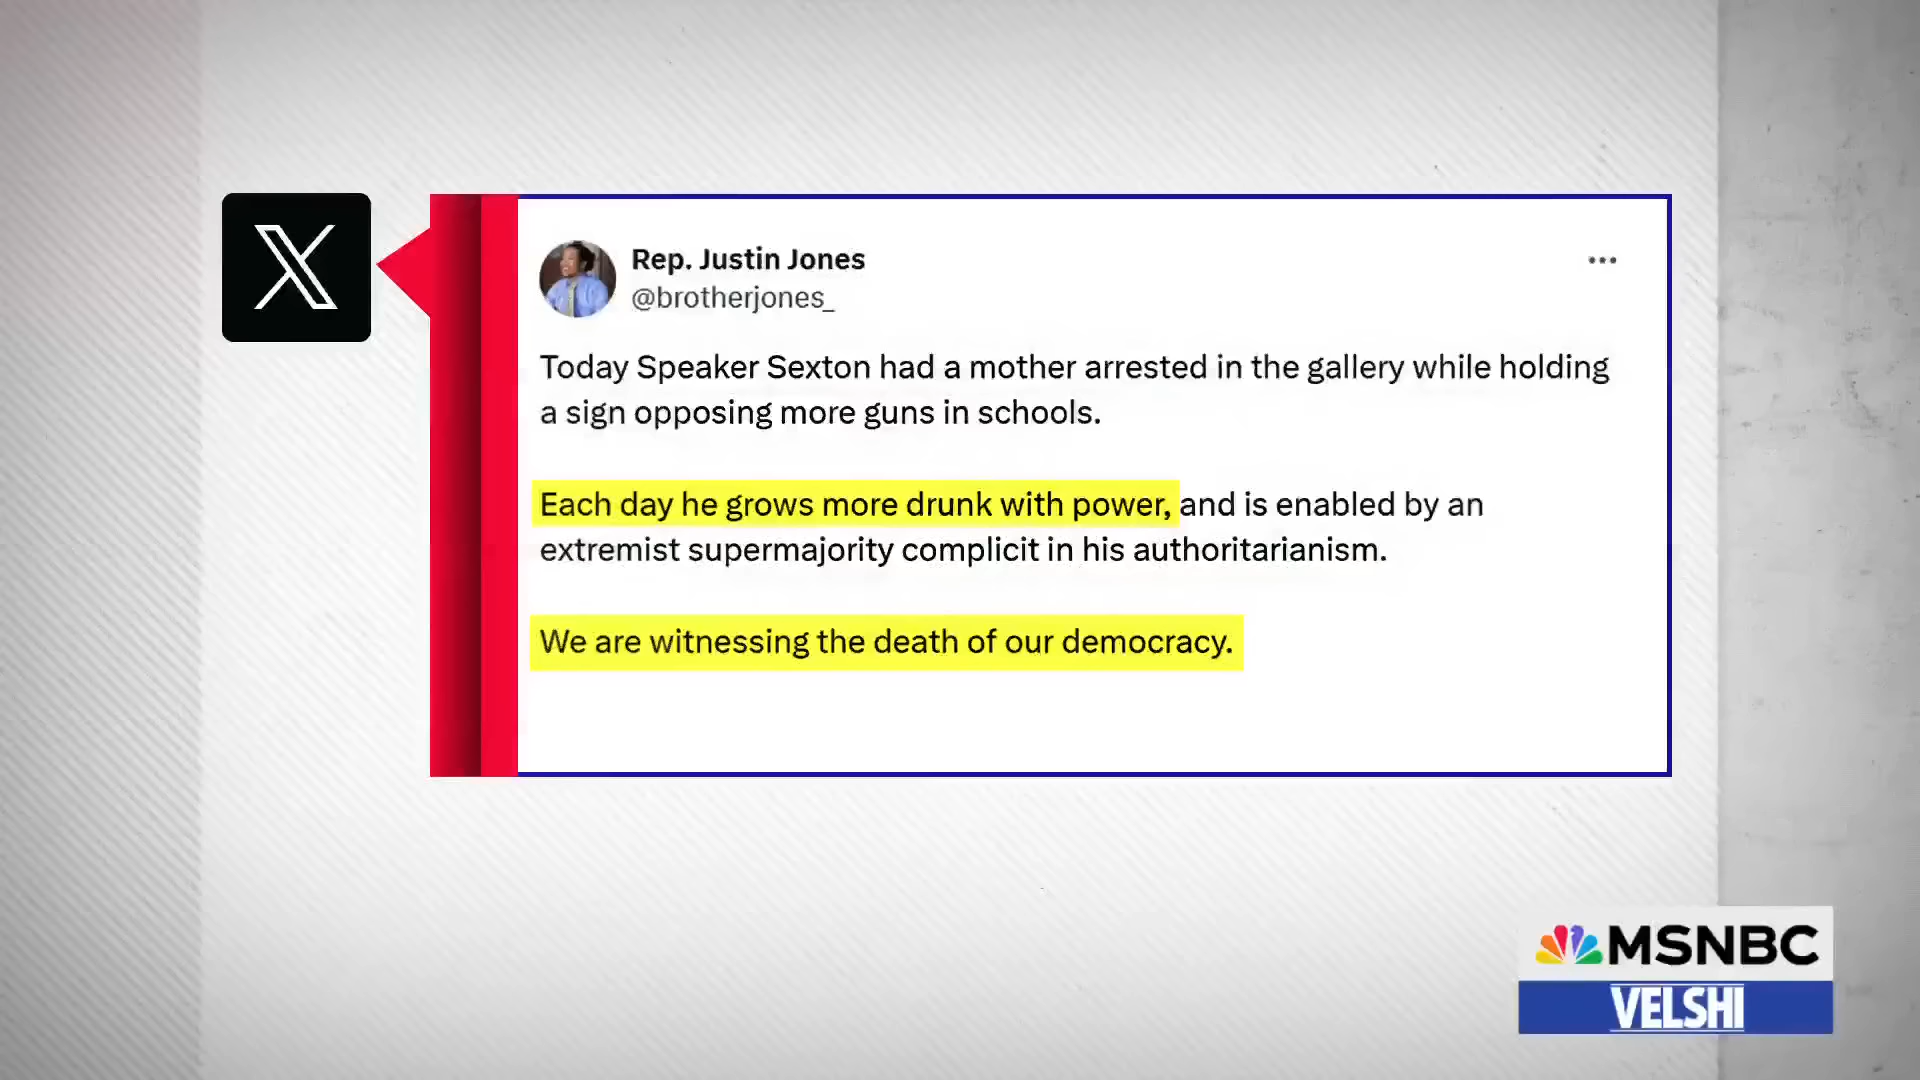 X
Rep. Justin Jones
@brotherjones_
Today Speaker Sexton had a mother arrested in the gallery while holding
a sign opposing more guns in schools.
Each day he grows more drunk with power, and is enabled by an
extremist supermajority complicit in his authoritarianism.
We are witnessing the death of our democracy.
MSNBC
VELSHI